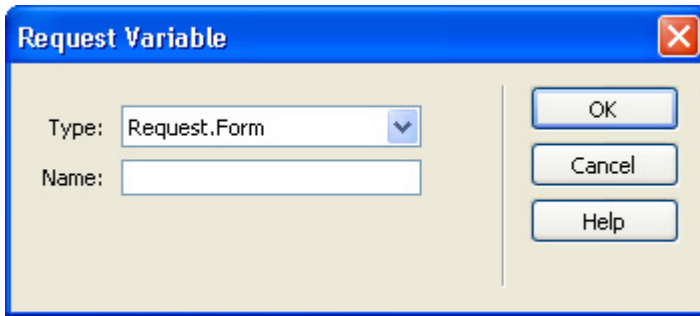 Request Variable
Type: Request.Form
Name:
OK
Cancel
Help